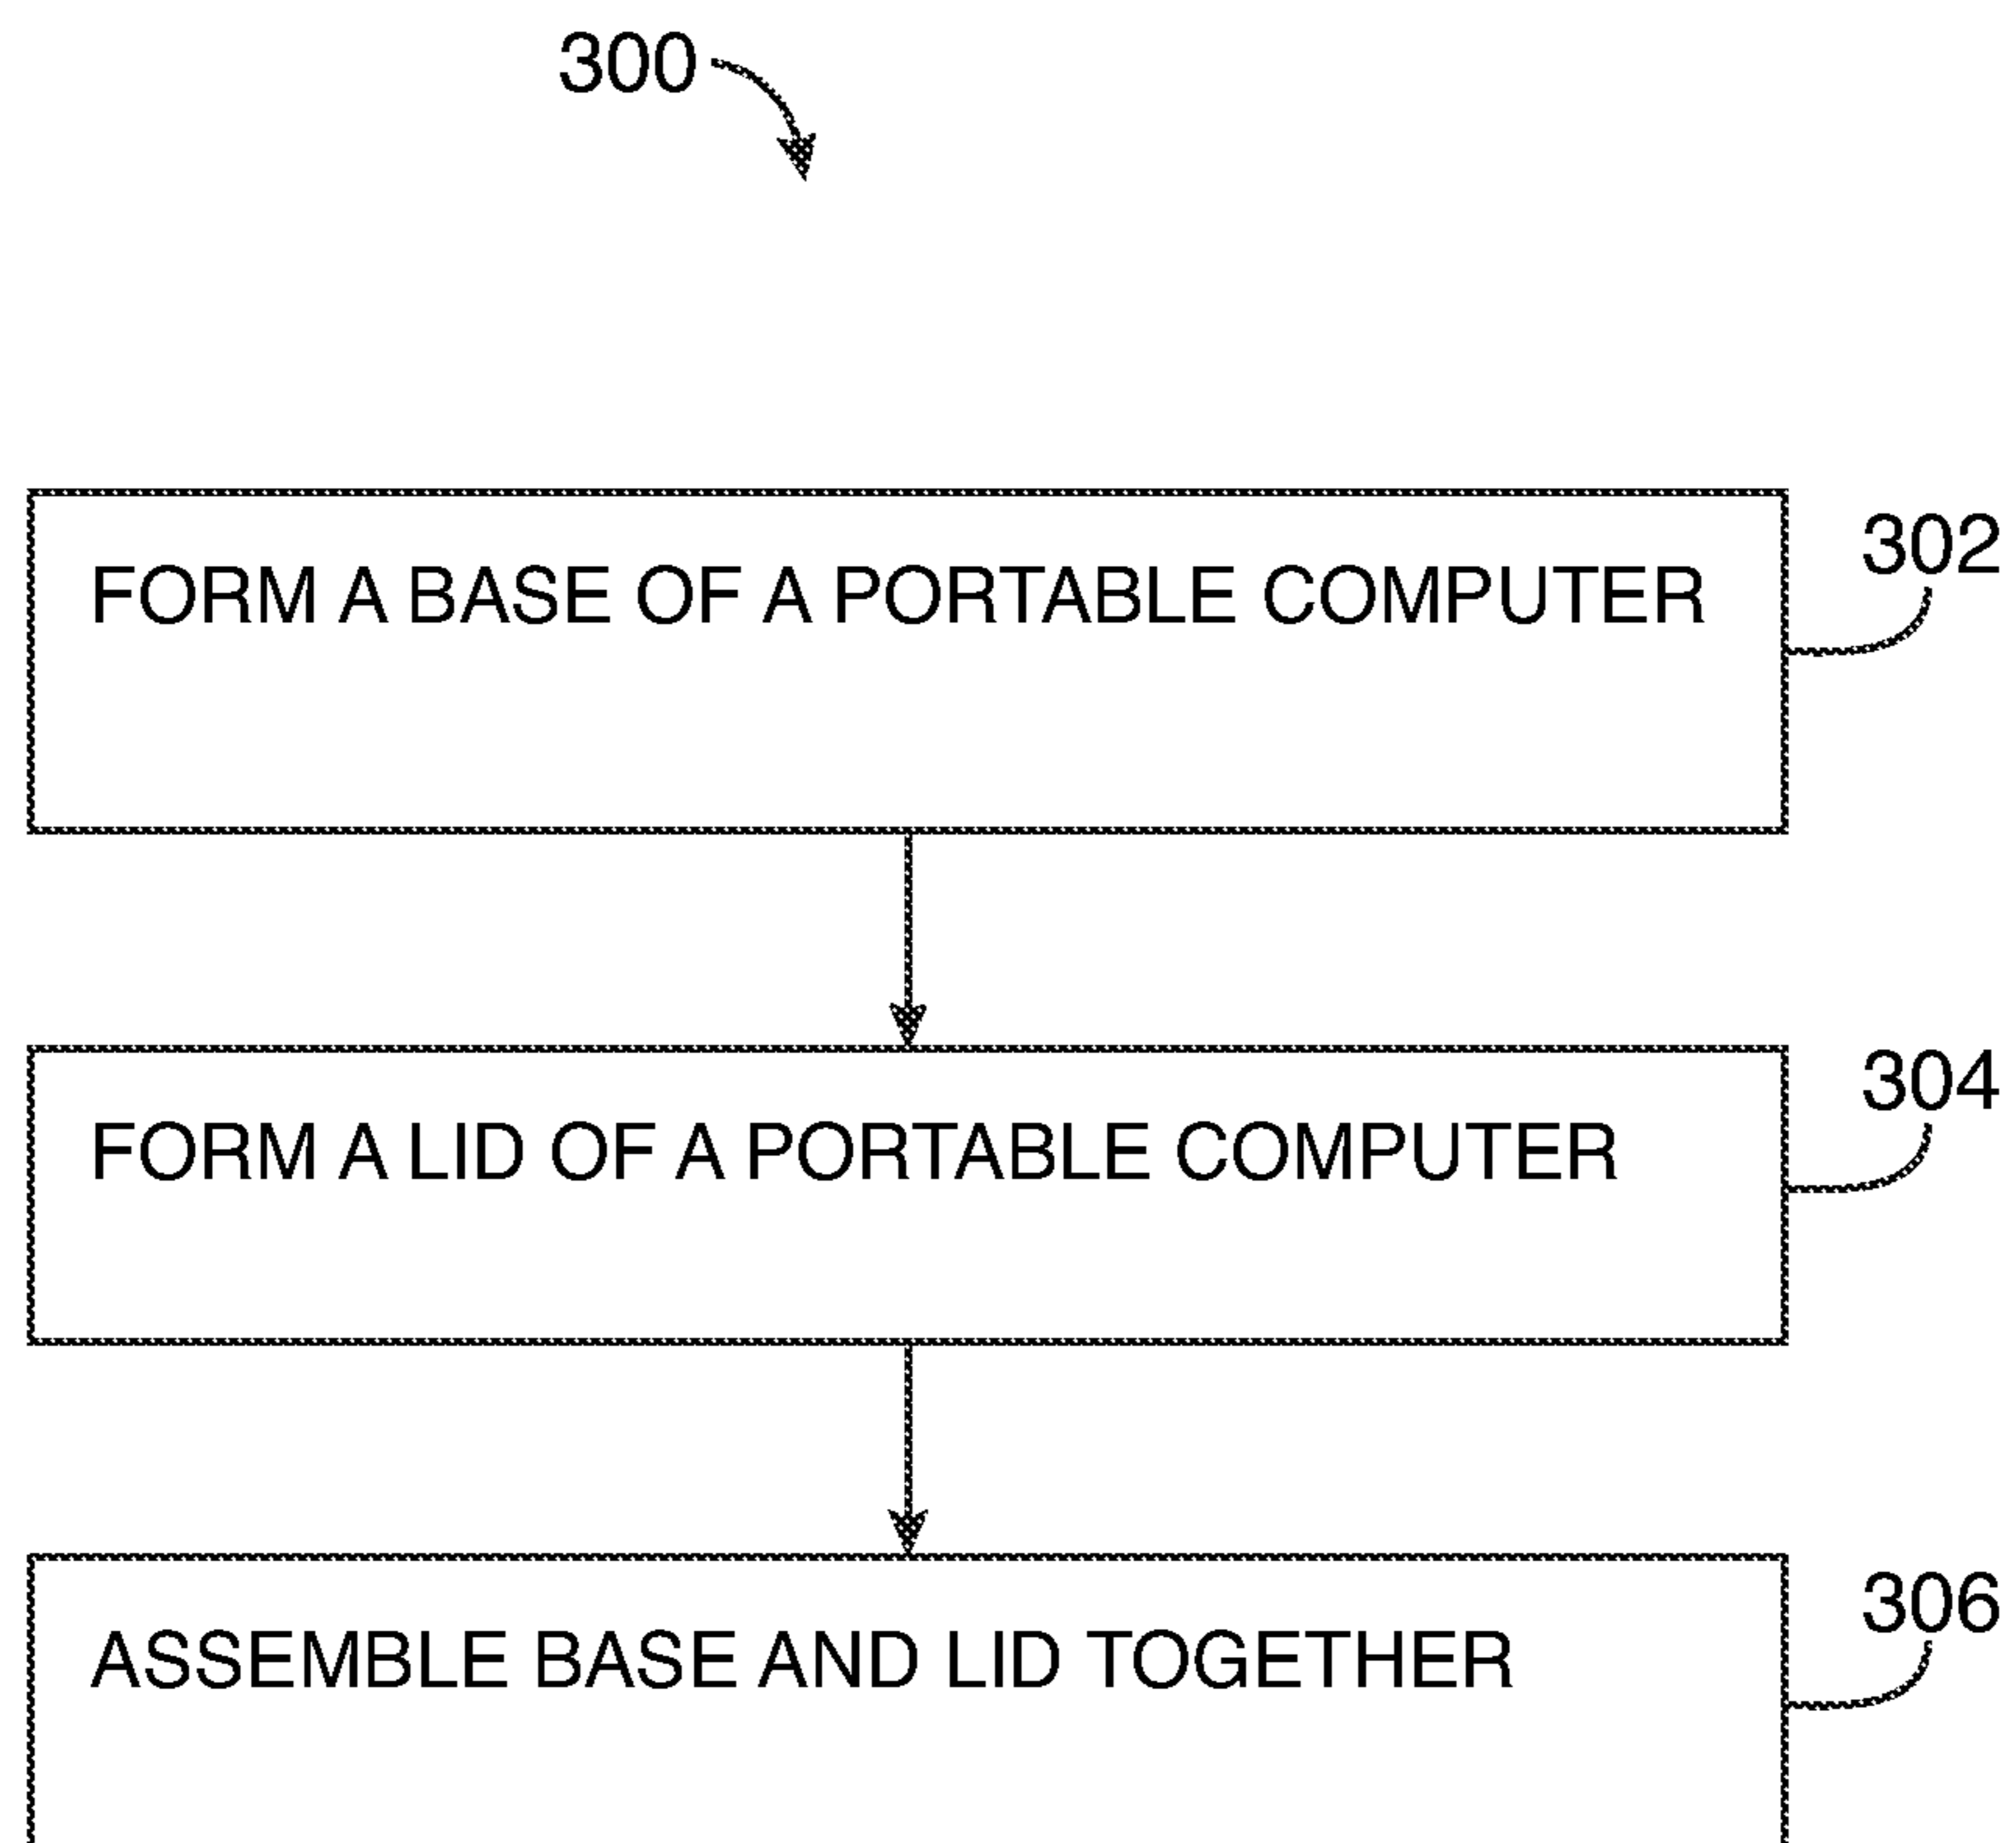 300
FORM A BASE OF A PORTABLE COMPUTER
302
FORM A LID OF A PORTABLE COMPUTER
304
ASSEMBLE BASE AND LID TOGETHER
306